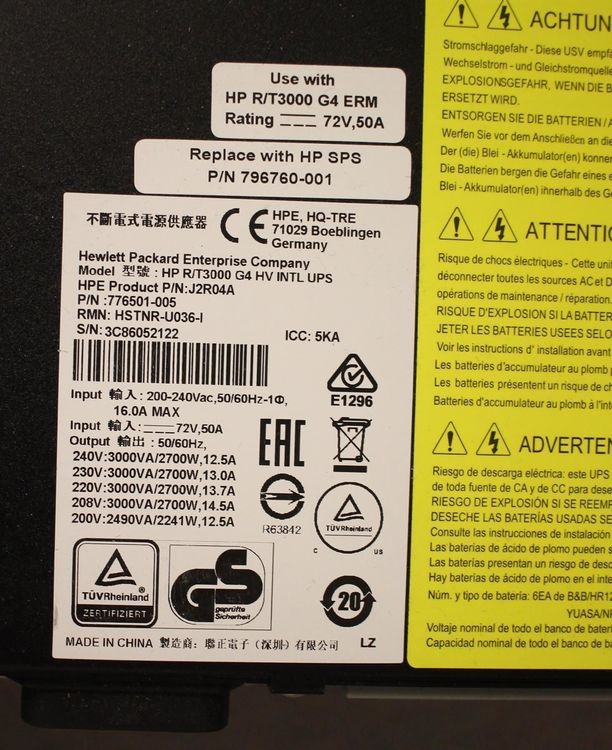 Use with
HP R/T3000 G4 ERM
Rating 72V,50A
Replace with HP SPS
P/N 796760-001
不斷電式電源供應器
CE
HPE, HQ-TRE
71029 Boeblingen
Germany
Hewlett Packard Enterprise Company
Model 型號 : HP R/T3000 G4 HV INTL UPS
HPE Product P/N:J2R04A
P/N :776501-005
RMN: HSTNR-U036-I
S/N: 3C86052122
ICC: 5KA
E1296
Input 輸入 : 200-240Vac,50/60Hz-1Φ,
16.0A MAX
Input 輸入: 72V,50A
Output 輸出 : 50/60Hz,
240V:3000VA/2700W,12.5A
230V:3000VA/2700W,13.0A
220V:3000VA/2700W,13.7A
208V:3000VA/2700W,14.5A
200V:2490VA/2241W,12.5A
EAC
R63842
TÜVRheinland
C US
TÜVRheinland
ZERTIFIZIERT
GS
geprüfte
Sicherheit
20
MADE IN CHINA 製造商: 聯正電子（深圳）有限公司 LZ
ACHTUN
Stromschlaggefahr - Diese USV empfä
Wechselstrom - und Gleichstromquelle
EXPLOSIONSGEFAHR, WENN DIE B
ERSETZT WIRD.
ENTSORGEN SIE DIE BATTERIEN / A
Werfen Sie vor dem Anschließen an die
Der (die) Blei - Akkumulator(en) konnen
Die Batterien bergen die Gefahr eines e
Blei - Akkumulator(en) innerhalb des Ge
ATTENTIO
Risque de chocs électriques - Cette unit
déconnecter toutes les sources AC et D
opérations de maintenance / réparation.
RISQUE D'EXPLOSION SI LA BATTER
JETER LES BATTERIES USEES SELO
Voir les instructions d' installation avant
Les batteries d'accumulateur au plomb p
Les batteries présentent un risque de ch
Batteries d'accumulateur au plomb à l'int
ADVERTEN
Riesgo de descarga eléctrica: este UPS
de toda fuente de CA y de CC para dese
RIESGO DE EXPLOSIÓN SI SE REEMP
DESECHE LAS BATERÍAS USADAS SE
Consulte las instrucciones de instalación
Las baterías de ácido de plomo pueden s
Las baterías presentan un riesgo de desc
Hay baterías de ácido de plomo en el inte
Núm. y tipo de batería: 6EA de B&B/HR12
YUASA/NP
Voltaje nominal de todo el banco de baterí
Capacidad nominal de todo el banco de ba